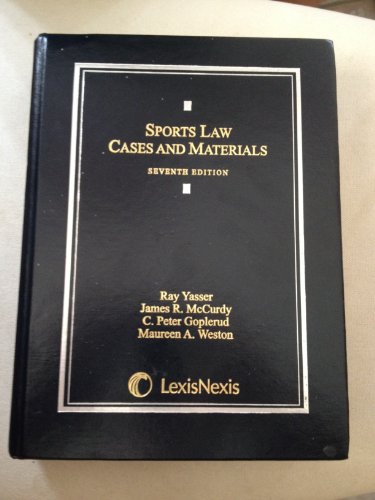 SPORTS LAW
CASES AND MATERIALS
SEVENTH EDITION
Ray Yasser
James R. McCurdy
C. Peter Goplerud
Maureen A. Weston
LexisNexis